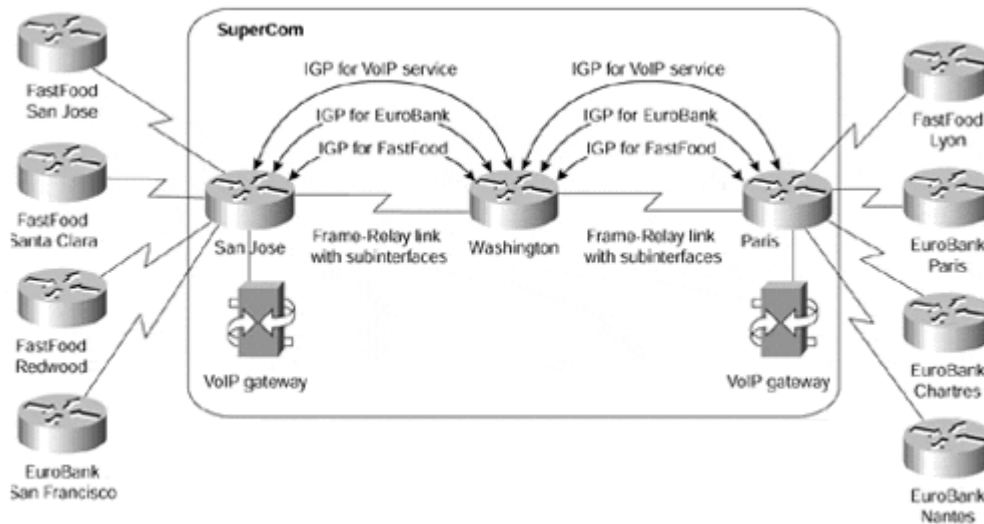 SuperCom
IGP for VoIP service
IGP for VoIP service
IGP for EuroBank
IGP for EuroBank
IGP for FastFood
IGP for FastFood
FastFood
San Jose
FastFood
Santa Clara
FastFood
Redwood
EuroBank
San Francisco
San Jose
Frame-Relay link
with subinterfaces
Washington
Frame-Relay link
with subinterfaces
Paris
VoIP gateway
VoIP gateway
FastFood
Lyon
EuroBank
Paris
EuroBank
Chartres
EuroBank
Nantes